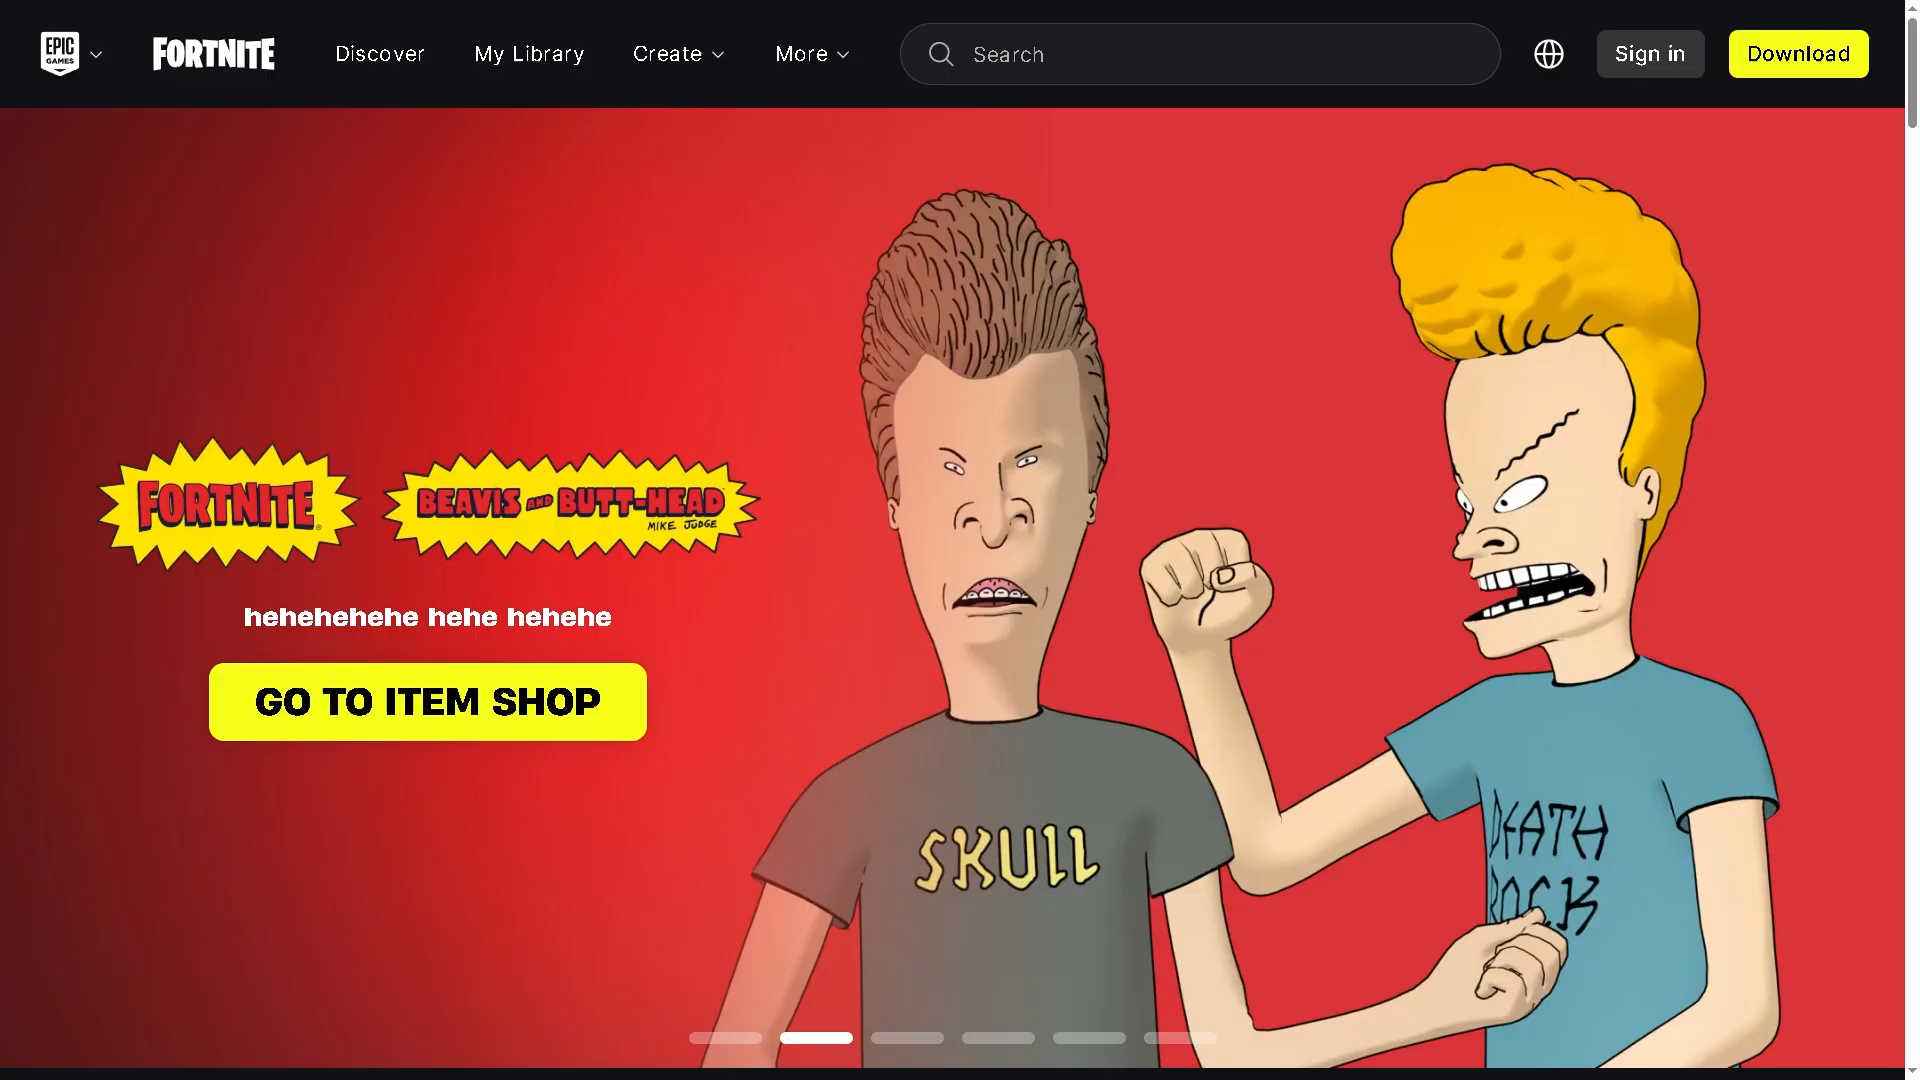 EPIC GAMES
FORTNITE
Discover
My Library
Create
More
Search
Sign in
Download
FORTNITE
BEAVIS AND BUTT-HEAD
MIKE JUDGE
hehehehehe hehe hehehe
GO TO ITEM SHOP
SKULL
DEATH
ROCK